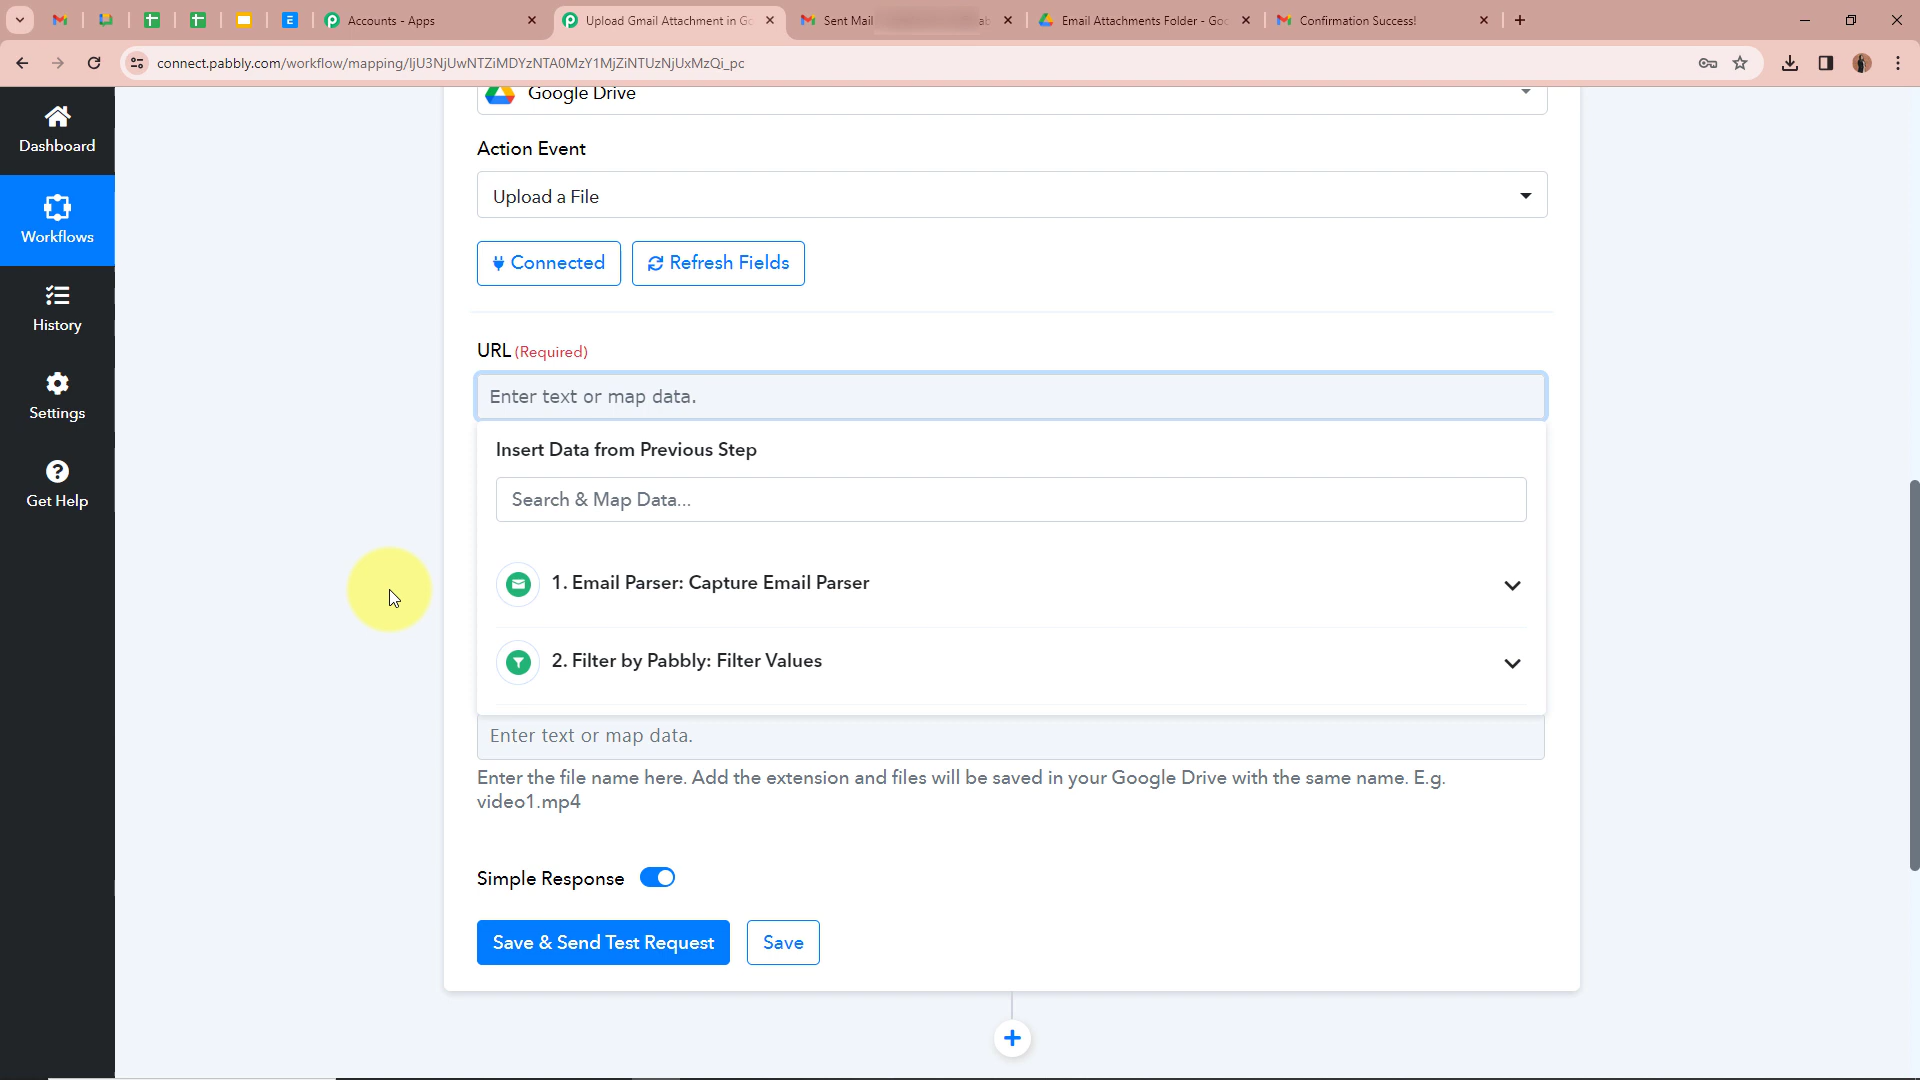 Accounts - Apps
Upload Gmail Attachment in Go
Sent Mail
Email Attachments Folder - Goo
Confirmation Success!
connect.pabbly.com/workflow/mapping/IjU3NjUwNTZiMDYzNTA0MzY1MjZiNTUzNjUxMzQi_pc
Dashboard
Workflows
History
Settings
Get Help
Google Drive
Action Event
Upload a File
Connected
Refresh Fields
URL (Required)
Enter text or map data.
Insert Data from Previous Step
Search & Map Data...
1. Email Parser: Capture Email Parser
2. Filter by Pabbly: Filter Values
Enter text or map data.
Enter the file name here. Add the extension and files will be saved in your Google Drive with the same name. E.g.
video1.mp4
Simple Response
Save & Send Test Request
Save